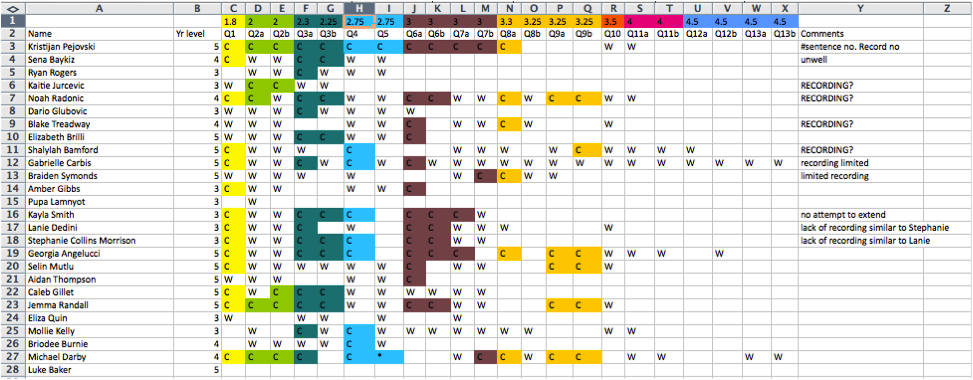 A B C D E F G H I J K L M N O P Q R S T U V W X Y Z
1 1.8 2 2 2.3 2.25 2.75 2.75 3 3 3 3 3.3 3.25 3.25 3.25 3.5 4 4 4.5 4.5 4.5 4.5
2 Name Yr level Q1 Q2a Q2b Q3a Q3b Q4 Q5 Q6a Q6b Q7a Q7b Q8a Q8b Q9a Q9b Q10 Q11a Q11b Q12a Q12b Q13a Q13b Comments
3 Kristijan Pejovski 5 C C C C C C C C C C C C C C C W W #sentence no. Record no
4 Sena Baykiz 4 C W W C C W W unwell
5 Ryan Rogers 3 W W C W W W
6 Kaitie Jurcevic 3 W C C W W RECORDING?
7 Noah Radonic 4 C C W C C W W C C W W C W C C W W RECORDING?
8 Dario Glubovic 3 W W W C W W W W
9 Blake Treadway 4 W W W W W C W W C W W RECORDING?
10 Elizabeth Brilli 5 W W W C C W W C
11 Shalylah Bamford 5 C W W W C W W W W C W W W W RECORDING?
12 Gabrielle Carbis 5 C W W C W C W C W W W W W W W W W W W W W W recording limited
13 Braiden Symonds 5 W W W W W W C C W W limited recording
14 Amber Gibbs 3 C W W W C
15 Pupa Lamnyot 3 W
16 Kayla Smith 3 C W W C C C C C C W no attempt to extend
17 Lanie Dedini 3 C W W C W C C W W W W lack of recording similar to Stephanie
18 Stephanie Collins Morrison 3 C W W C C C C C W W lack of recording similar to Lanie
19 Georgia Angelucci 5 C W W C C C C C C C C C C W W W
20 Selin Mutlu 5 C W W W W W W C W W C C W
21 Aidan Thompson 5 W W W W W C
22 Caleb Gillet 5 C W C C C W W W W W W
23 Jemma Randall 5 C C C C C W W C C W W C C W
24 Eliza Quin 3 W W W W W
25 Mollie Kelly 3 W C W C W W W W W W W W W
26 Briodee Burnie 4 W W W W C W
27 Michael Darby 4 C C C C C * W C C W C C W W W W
28 Luke Baker 5